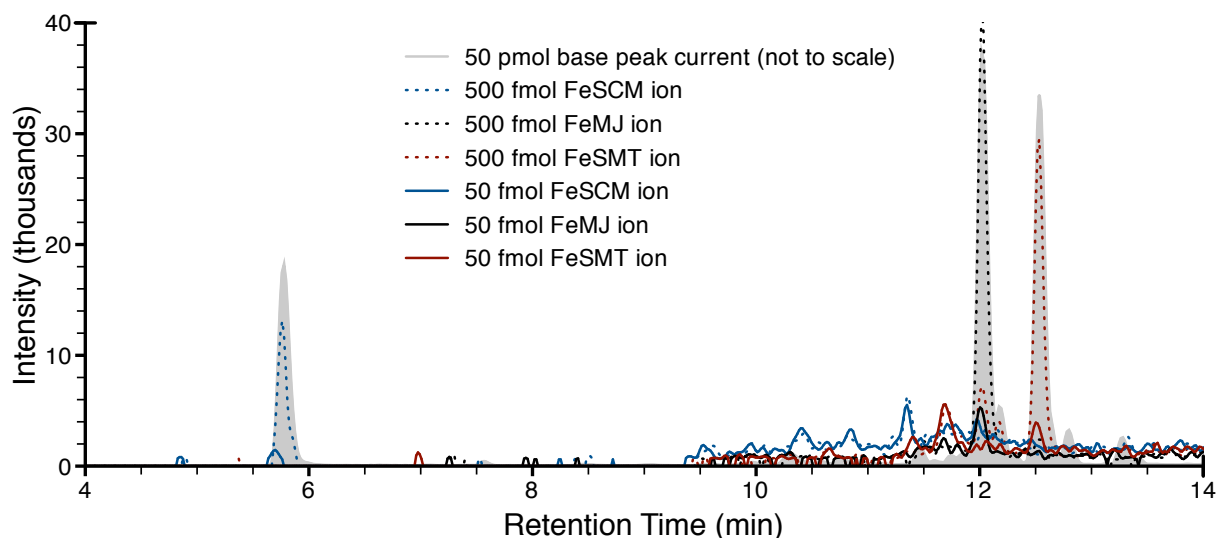 40
30
20
10
0
Intensity (thousands)
50 pmol base peak current (not to scale)
500 fmol FeSCM ion
500 fmol FeMJ ion
500 fmol FeSMT ion
50 fmol FeSCM ion
50 fmol FeMJ ion
50 fmol FeSMT ion
4 6 8 10 12 14
Retention Time (min)